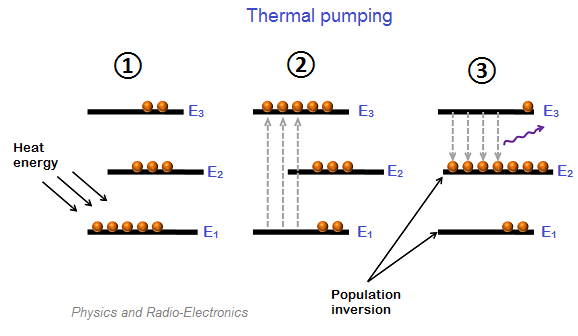 Thermal pumping
1 2 3
E3 E3 E3
Heat
energy
E2 E2 E2
E1 E1 E1
Population
inversion
Physics and Radio-Electronics